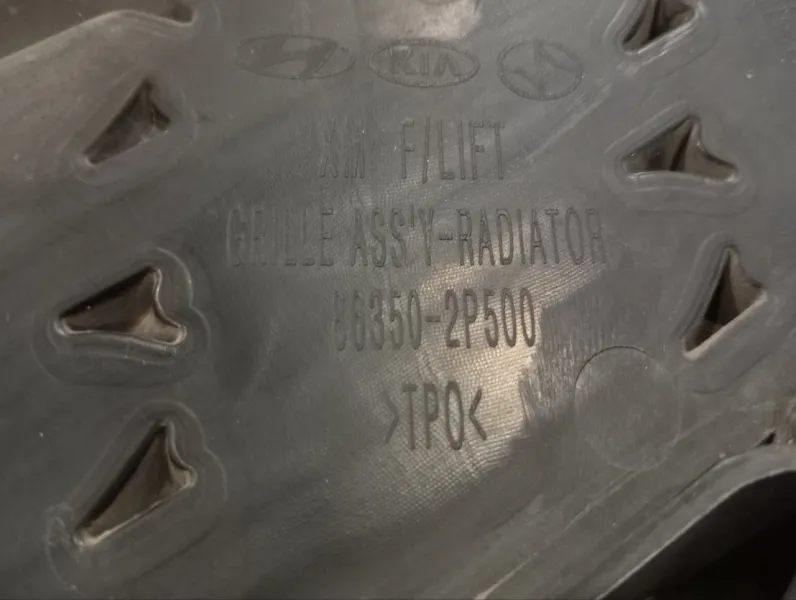 KIA
XM F/LIFT
GRILLE ASS'Y-RADIATOR
86350-2P500
>TPO<